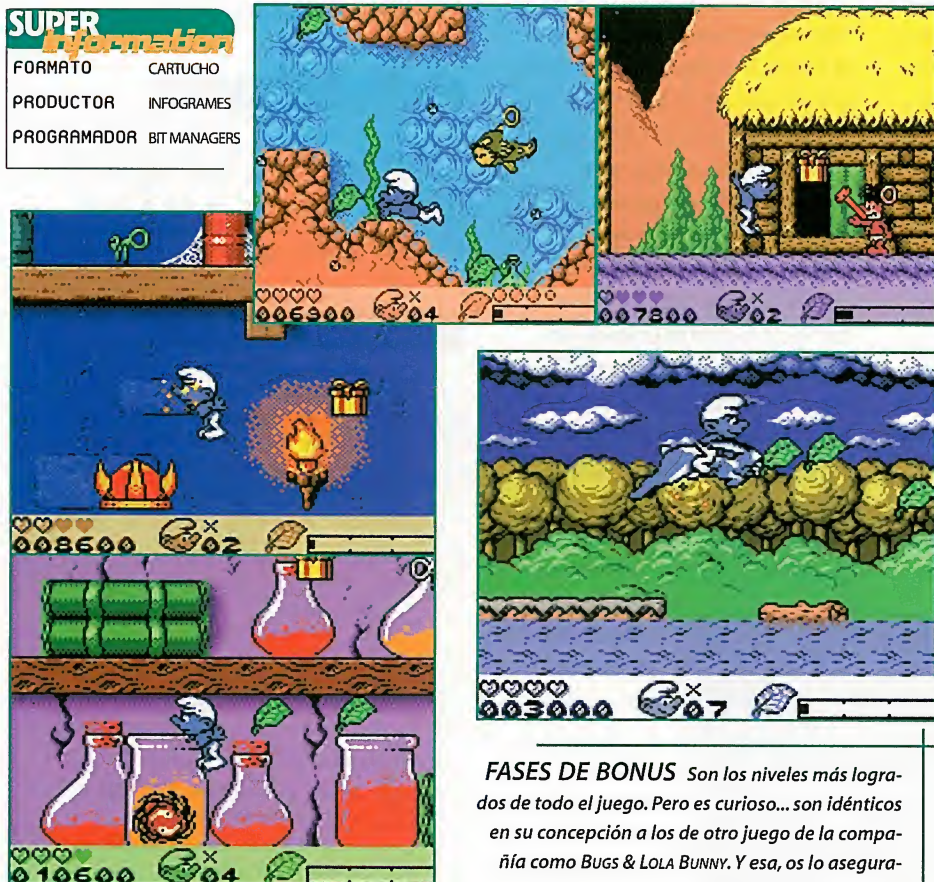 SUPER
Information
FORMATO CARTUCHO
PRODUCTOR INFOGRAMES
PROGRAMADOR BIT MANAGERS
006900 ×04
007800 ×02
008600 ×02
003000 ×07
010600 ×04
FASES DE BONUS Son los niveles más logra-
dos de todo el juego. Pero es curioso... son idénticos
en su concepción a los de otro juego de la compa-
ñía como BUGS & LOLA BUNNY. Y esa, os lo asegura-